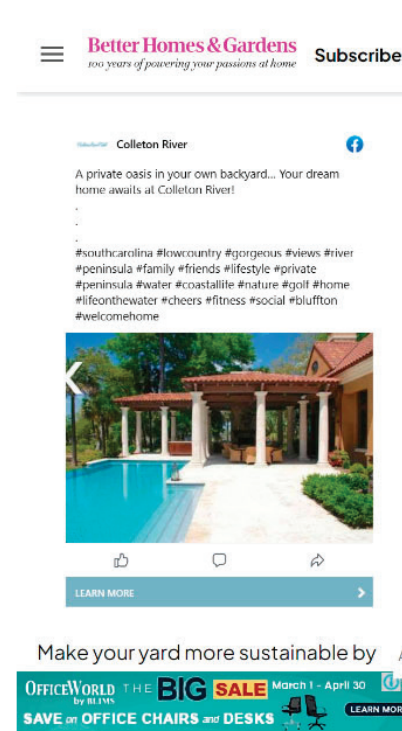 Better Homes & Gardens
100 years of powering your passions at home
Subscribe
Colleton River
A private oasis in your own backyard... Your dream
home awaits at Colleton River!
.
.
.
#southcarolina #lowcountry #gorgeous #views #river
#peninsula #family #friends #lifestyle #private
#peninsula #water #coastallife #nature #golf #home
#lifeonthewater #cheers #fitness #social #bluffton
#welcomehome
LEARN MORE
Make your yard more sustainable by
OFFICEWORLD THE BIG SALE March 1 - April 30
by BLIMS
SAVE on OFFICE CHAIRS and DESKS
LEARN MOR